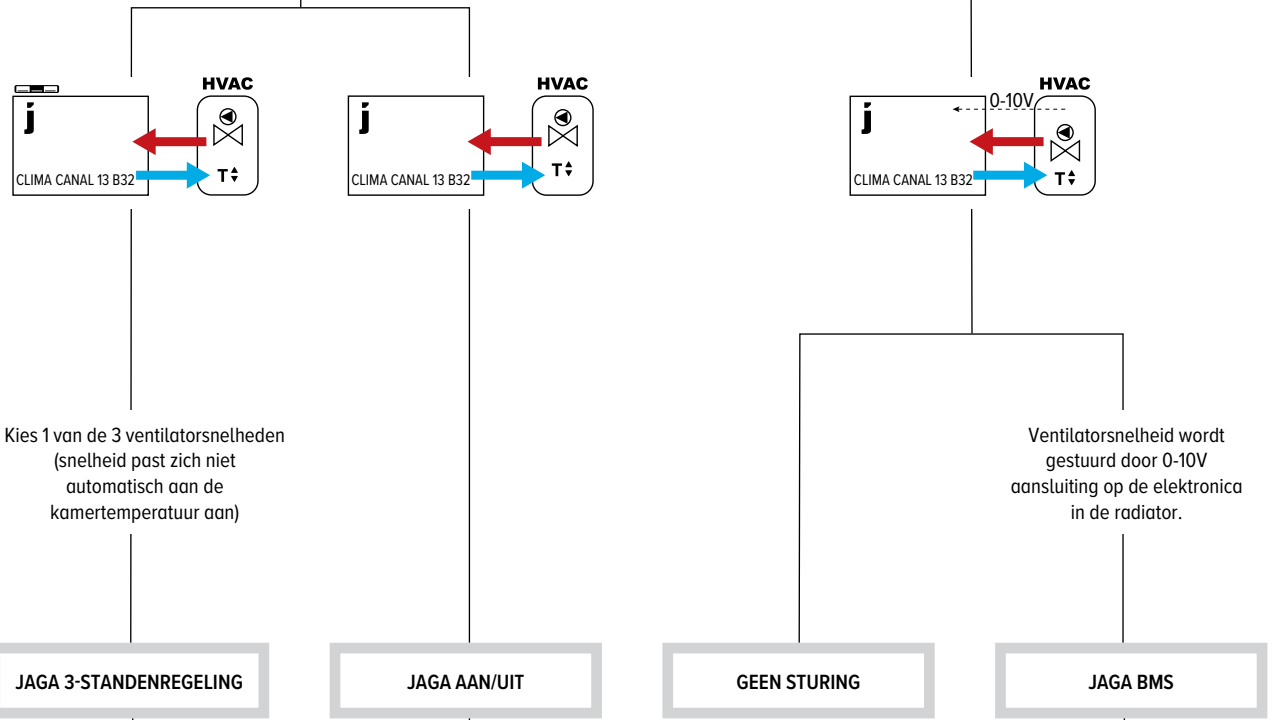 HVAC
j
CLIMA CANAL 13 B32
T
HVAC
j
CLIMA CANAL 13 B32
T
HVAC
0-10V
j
CLIMA CANAL 13 B32
T
Kies 1 van de 3 ventilatorsnelheden
(snelheid past zich niet
automatisch aan de
kamertemperatuur aan)
Ventilatorsnelheid wordt
gestuurd door 0-10V
aansluiting op de elektronica
in de radiator.
JAGA 3-STANDENREGELING
JAGA AAN/UIT
GEEN STURING
JAGA BMS